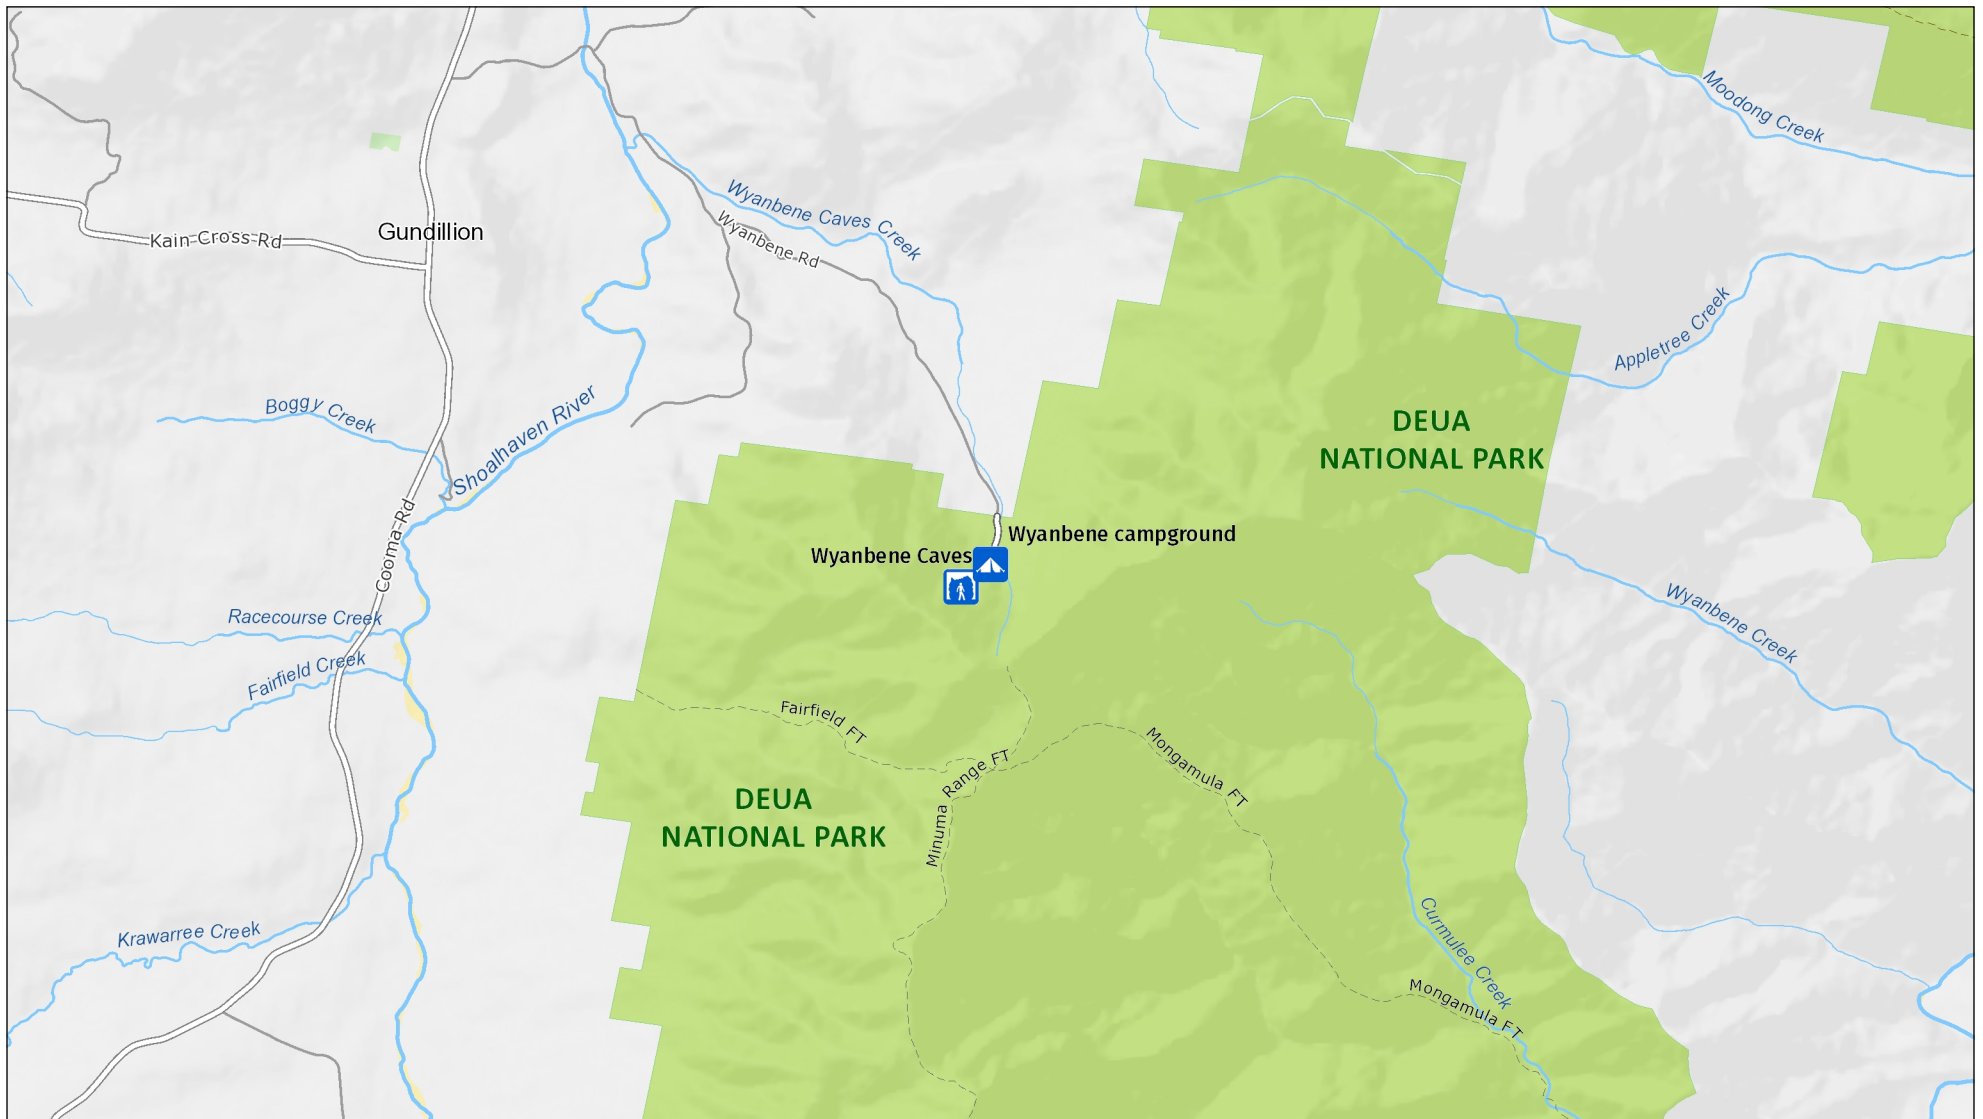 Moodong Creek
Wyanbene Caves Creek
Wyanbene Rd
Gundillion
Kain Cross Rd
Appletree Creek
Boggy Creek
Shoalhaven River
DEUA
NATIONAL PARK
Cooma Rd
Wyanbene campground
Wyanbene Caves
Racecourse Creek
Wyanbene Creek
Fairfield Creek
Fairfield FT
Mongamula FT
Minuma Range FT
DEUA
NATIONAL PARK
Krawarree Creek
Curmulee Creek
Mongamula FT